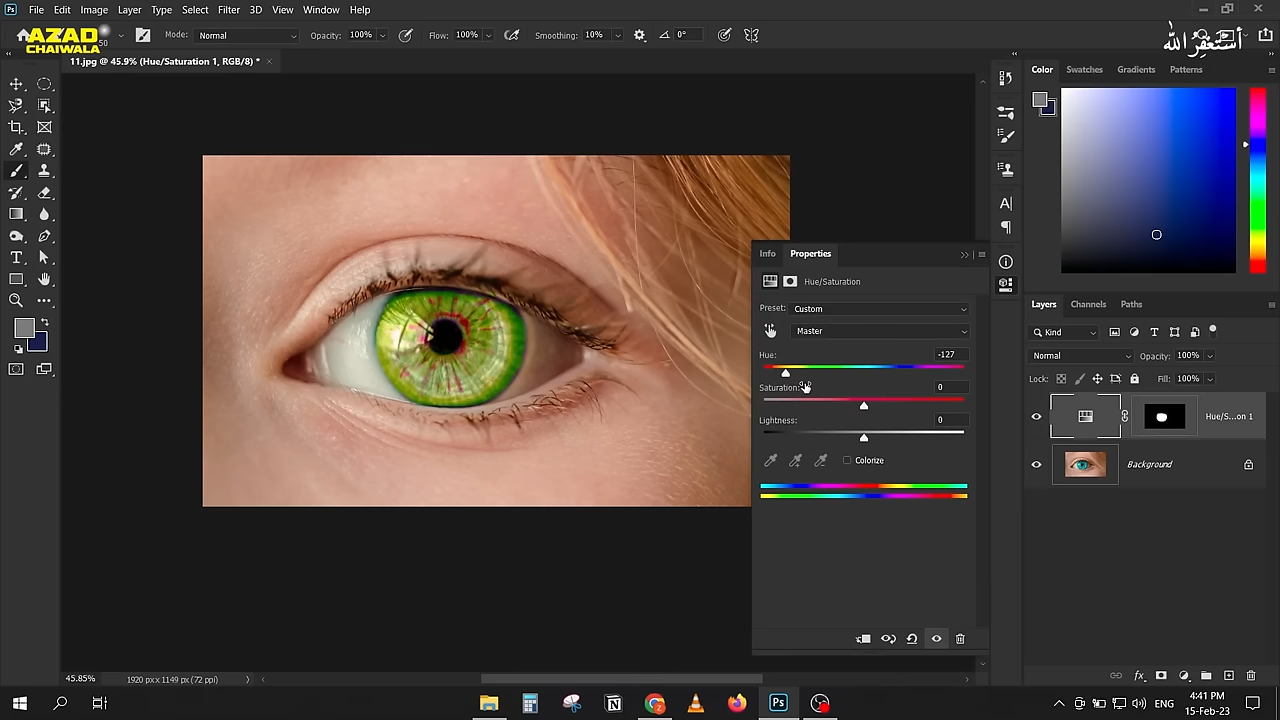 Ps File Edit Image Layer Type Select Filter 3D View Window Help
AZAD
CHAIWALA
50 Mode: Normal Opacity: 100% Flow: 100% Smoothing: 10% 0°
أستغفر الله
11.jpg @ 45.9% (Hue/Saturation 1, RGB/8) *
Color Swatches Gradients Patterns
Info Properties
Hue/Saturation
Preset: Custom
Master
Hue: -127
Saturation: 0
Lightness: 0
Colorize
Layers Channels Paths
Kind
Normal Opacity: 100%
Lock: Fill: 100%
Hue/S...on 1
Background
45.85% 1920 px x 1149 px (72 ppi)
Ps ENG 4:41 PM
15-Feb-23